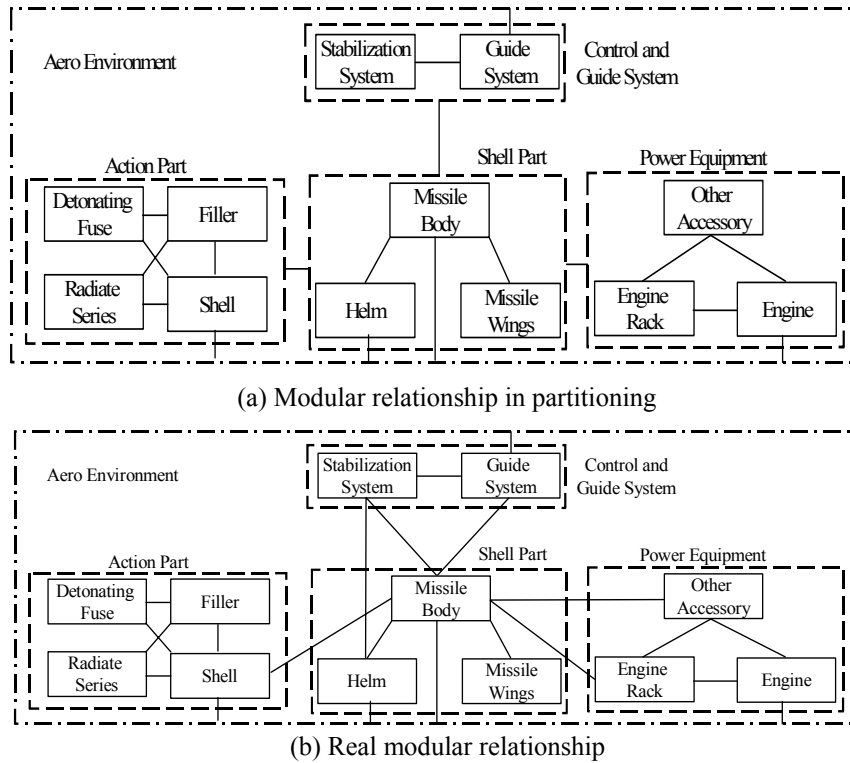 Aero Environment
Stabilization
System
Guide
System
Control and
Guide System
Action Part
Shell Part
Power Equipment
Detonating
Fuse
Filler
Radiate
Series
Shell
Missile
Body
Helm
Missile
Wings
Other
Accessory
Engine
Rack
Engine
(a) Modular relationship in partitioning
Aero Environment
Stabilization
System
Guide
System
Control and
Guide System
Action Part
Shell Part
Power Equipment
Detonating
Fuse
Filler
Radiate
Series
Shell
Missile
Body
Helm
Missile
Wings
Other
Accessory
Engine
Rack
Engine
(b) Real modular relationship